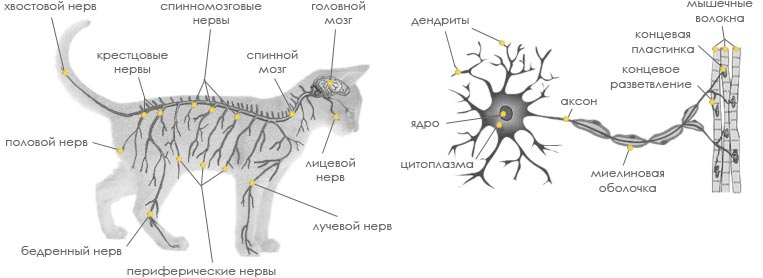 хвостовой нерв
спинномозговые
нервы
головной
мозг
крестцовые
нервы
спинной
мозг
половой нерв
лицевой
нерв
лучевой нерв
бедренный нерв
периферические нервы
дендриты
мышечные
волокна
концевая
пластинка
концевое
разветвление
аксон
ядро
цитоплазма
миелиновая
оболочка